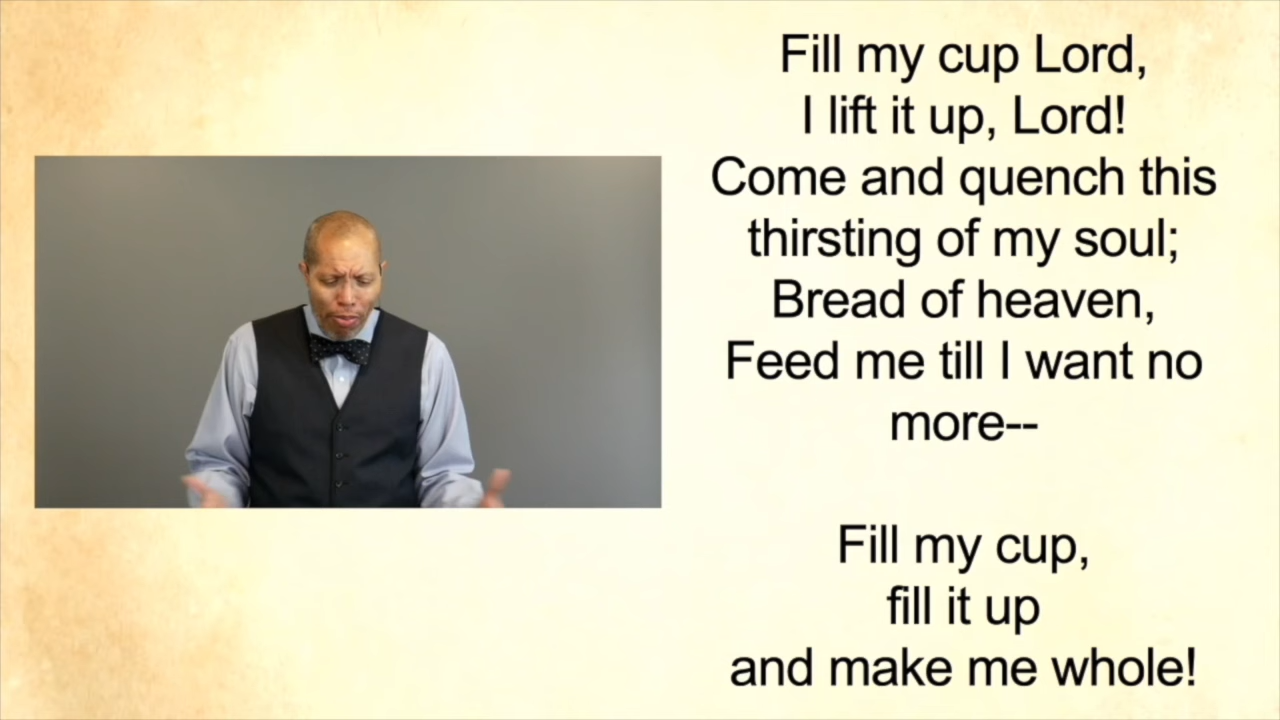 Fill my cup Lord,
I lift it up, Lord!
Come and quench this
thirsting of my soul;
Bread of heaven,
Feed me till I want no
more--
Fill my cup,
fill it up
and make me whole!